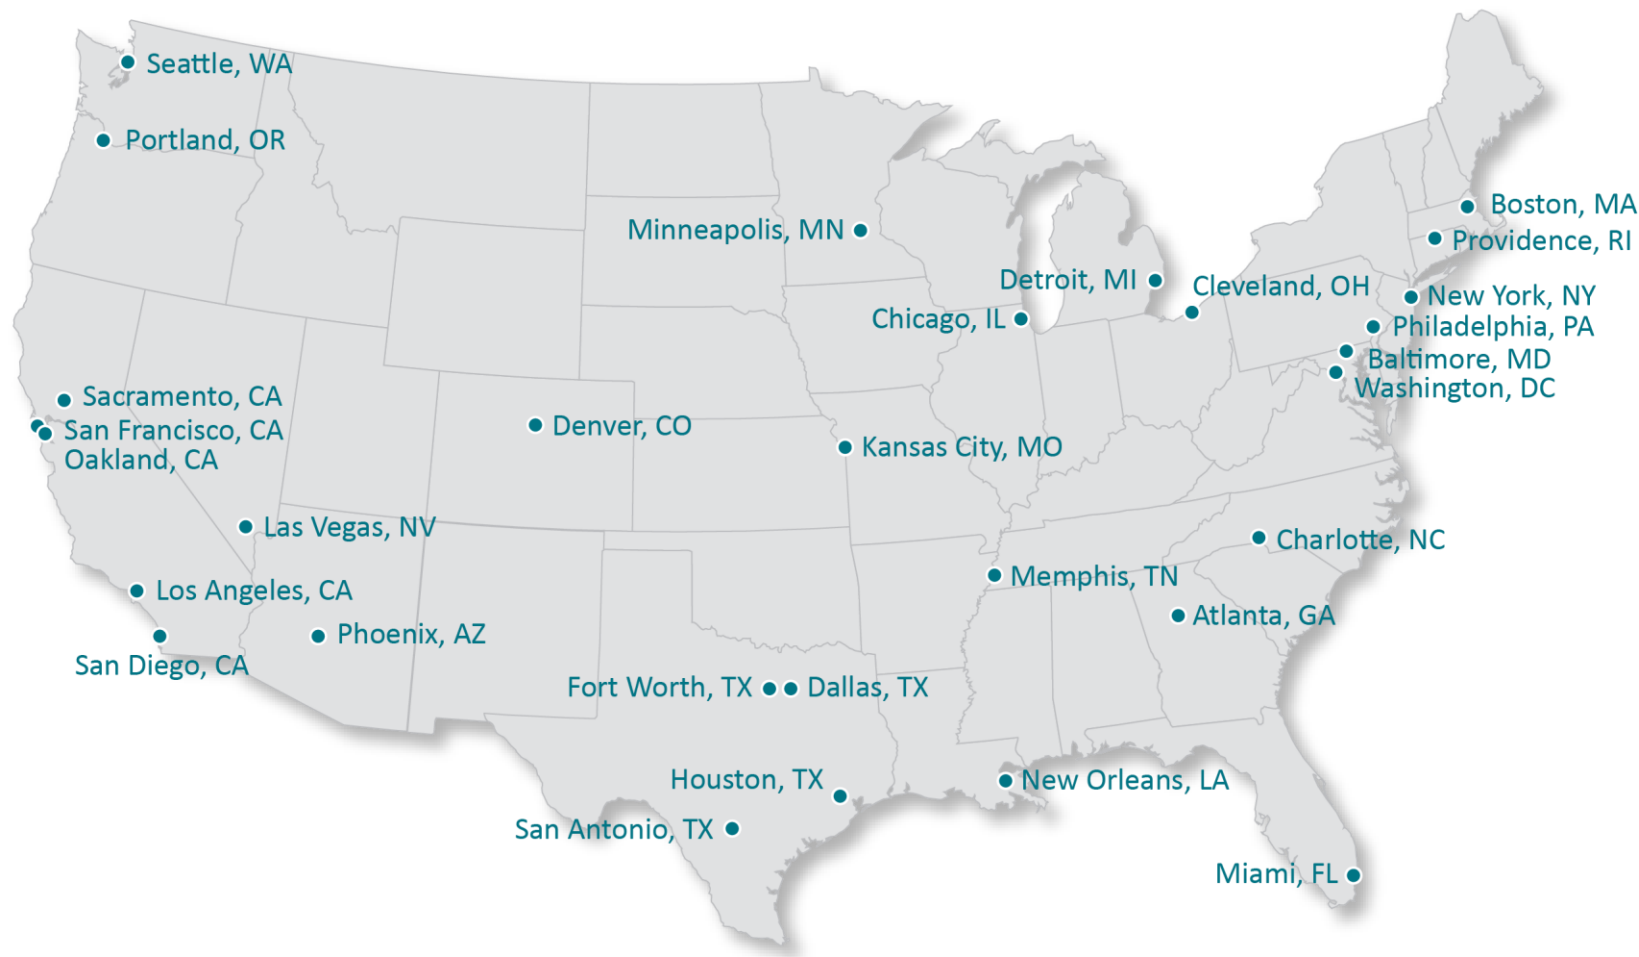 Seattle, WA
Portland, OR
Boston, MA
Minneapolis, MN
Providence, RI
Detroit, MI
Cleveland, OH
New York, NY
Chicago, IL
Philadelphia, PA
Baltimore, MD
Washington, DC
Sacramento, CA
San Francisco, CA
Denver, CO
Kansas City, MO
Oakland, CA
Las Vegas, NV
Charlotte, NC
Memphis, TN
Los Angeles, CA
Atlanta, GA
Phoenix, AZ
San Diego, CA
Fort Worth, TX
Dallas, TX
Houston, TX
New Orleans, LA
San Antonio, TX
Miami, FL